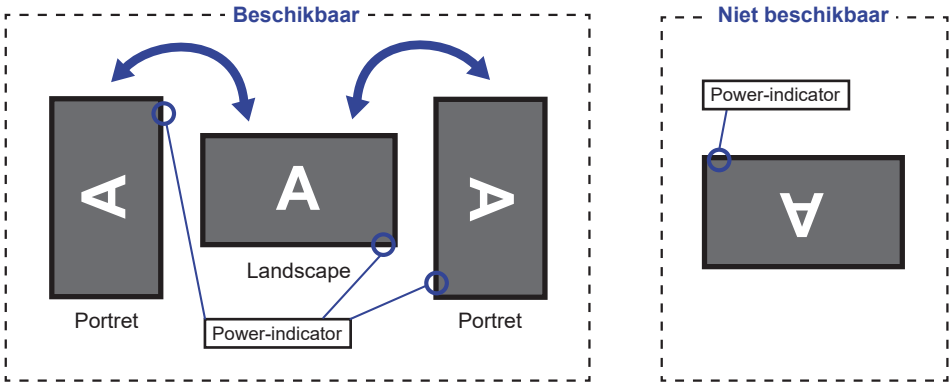 Beschikbaar
Niet beschikbaar
Power-indicator
A
A
A
A
Landscape
Portret
Portret
Power-indicator